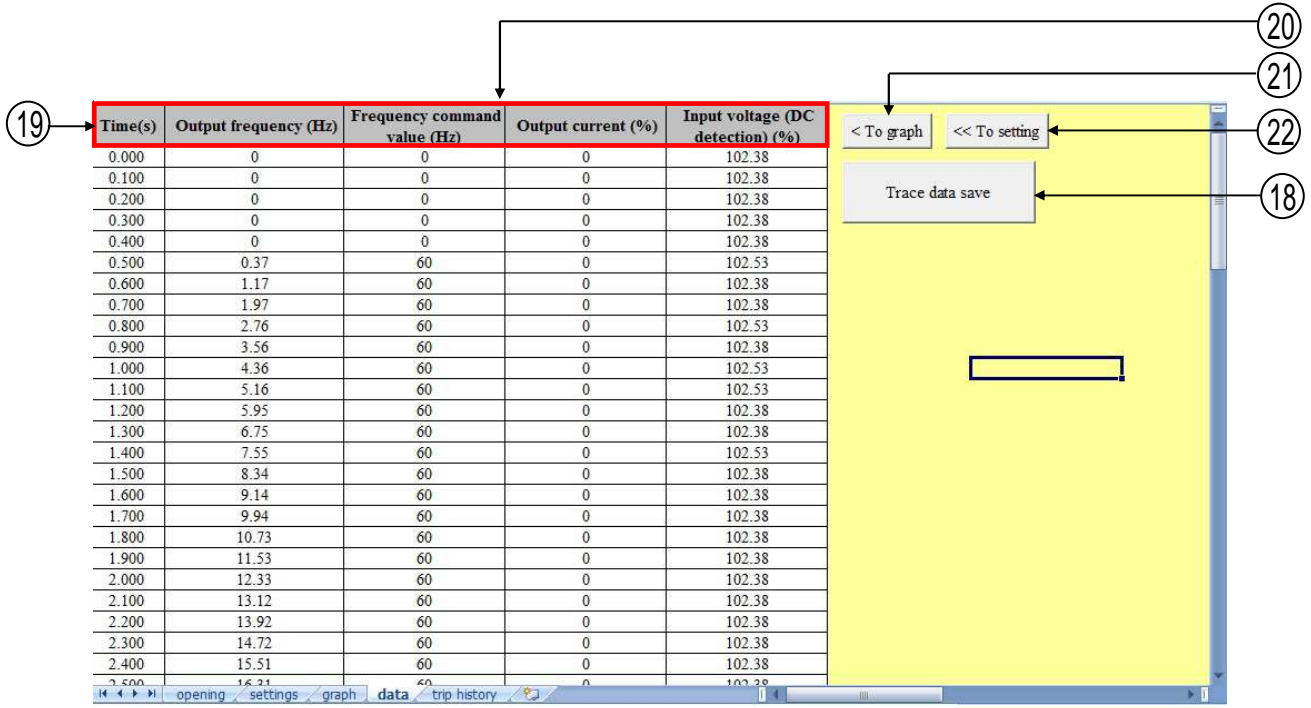 20
21
19
Time(s) Output frequency (Hz) Frequency command value (Hz) Output current (%) Input voltage (DC detection) (%)
< To graph << To setting
22
0.000 0 0 0 102.38
0.100 0 0 0 102.38
Trace data save
18
0.200 0 0 0 102.38
0.300 0 0 0 102.38
0.400 0 0 0 102.38
0.500 0.37 60 0 102.53
0.600 1.17 60 0 102.38
0.700 1.97 60 0 102.38
0.800 2.76 60 0 102.53
0.900 3.56 60 0 102.38
1.000 4.36 60 0 102.53
1.100 5.16 60 0 102.53
1.200 5.95 60 0 102.38
1.300 6.75 60 0 102.38
1.400 7.55 60 0 102.53
1.500 8.34 60 0 102.38
1.600 9.14 60 0 102.38
1.700 9.94 60 0 102.38
1.800 10.73 60 0 102.38
1.900 11.53 60 0 102.38
2.000 12.33 60 0 102.38
2.100 13.12 60 0 102.38
2.200 13.92 60 0 102.38
2.300 14.72 60 0 102.38
2.400 15.51 60 0 102.38
2.500 16.31 60 0 102.38
opening settings graph data trip history